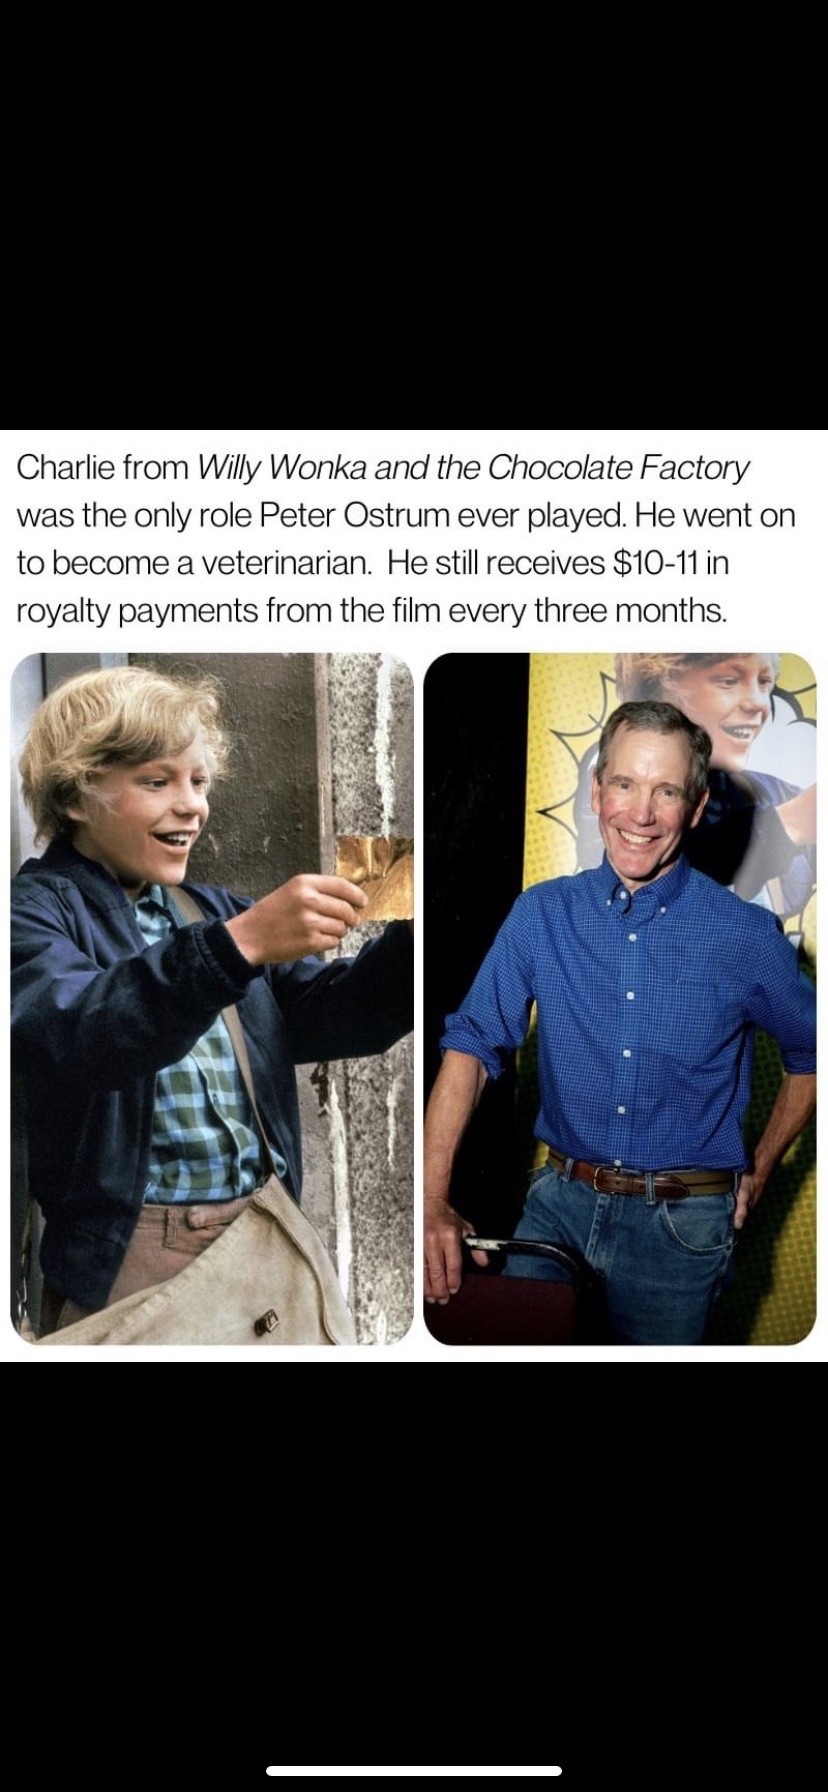 Charlie from Willy Wonka and the Chocolate Factory
was the only role Peter Ostrum ever played. He went on
to become a veterinarian. He still receives $10-11 in
royalty payments from the film every three months.